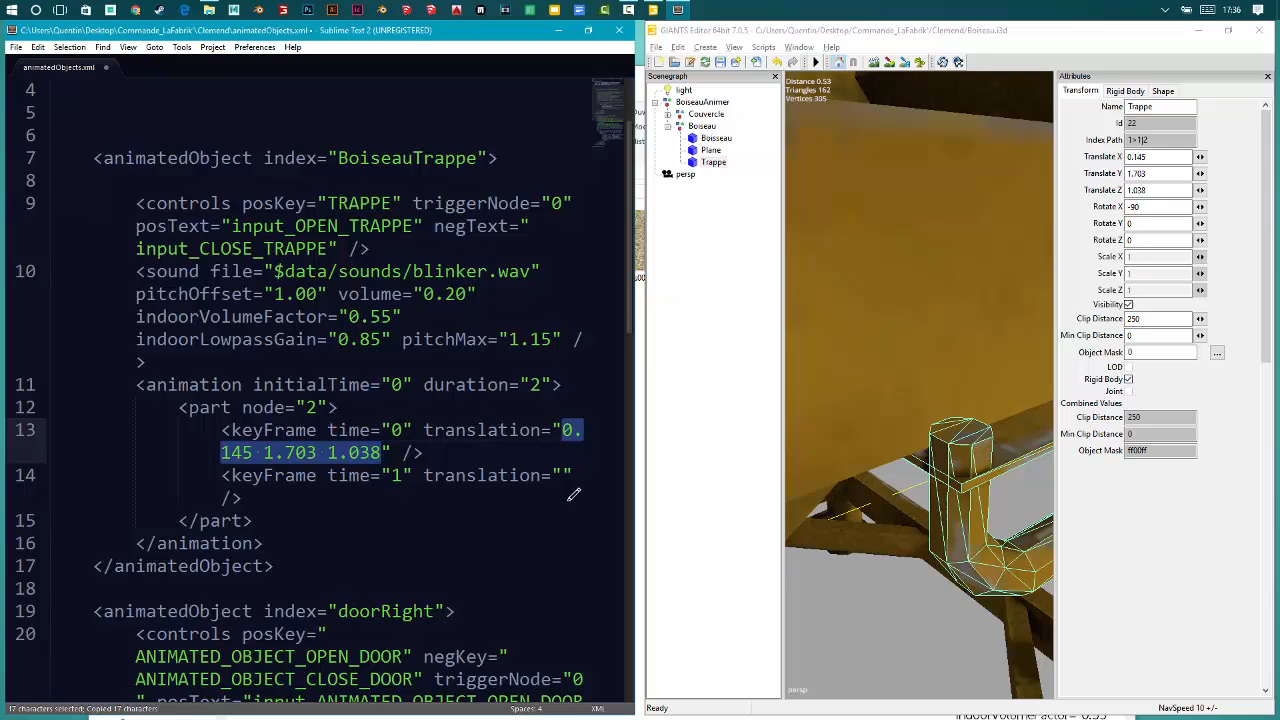 17:36
C:\Users\Quentin\Desktop\Commande_LaFabrik'\Clemend\animatedObjects.xml • - Sublime Text 2 (UNREGISTERED)
File Edit Selection Find View Goto Tools Project Preferences Help
animatedObjects.xml
4
5
6
7 <animatedObject index="BoiseauTrappe">
8
9 <controls posKey="TRAPPE" triggerNode="0"
posText="input_OPEN_TRAPPE" negText="
input_CLOSE_TRAPPE" />
10 <sound file="$data/sounds/blinker.wav"
pitchOffset="1.00" volume="0.20"
indoorVolumeFactor="0.55"
indoorLowpassGain="0.85" pitchMax="1.15" /
>
11 <animation initialTime="0" duration="2">
12 <part node="2">
13 <keyFrame time="0" translation="0.
145 1.703 1.038" />
14 <keyFrame time="1" translation=""
/>
15 </part>
16 </animation>
17 </animatedObject>
18
19 <animatedObject index="doorRight">
20 <controls posKey="
ANIMATED_OBJECT_OPEN_DOOR" negKey="
ANIMATED_OBJECT_CLOSE_DOOR" triggerNode="0
" posText="input_ANIMATED_OBJECT_OPEN_DOOR
17 characters selected; Copied 17 characters
Spaces: 4
XML
GIANTS Editor 64bit 7.0.5 - C:/Users/Quentin/Desktop/Commande_LaFabrik'/Clemend/Boiseau.i3d
File Edit Create View Scripts Window Help
Scenegraph
light
BoiseauAnimer
Couvercle
Boiseau
Boisseau
Plane
Trappe
persp
Distance 0.53
Triangles 162
Vertices 305
persp
Attributes
Transform Rigid Body Shape
Name Trappe
Id 22
Index Path 1>1|2
Translate X 0.145
Translate Y 1.703
Translate Z 1.038
Rotate X -90
Rotate Y 0
Rotate Z 0
Scale X 1
Scale Y 1
Scale Z 1
Visibility
Clip Distance 250
Min Clip Distance 0
Object Mask 0 ...
LOD
Rigid Body
Joint
Combined Values
Clip Distance 250
Min Clip Distance 0
Object Mask ff00ff
Ready
NavSpeed 10 +/-